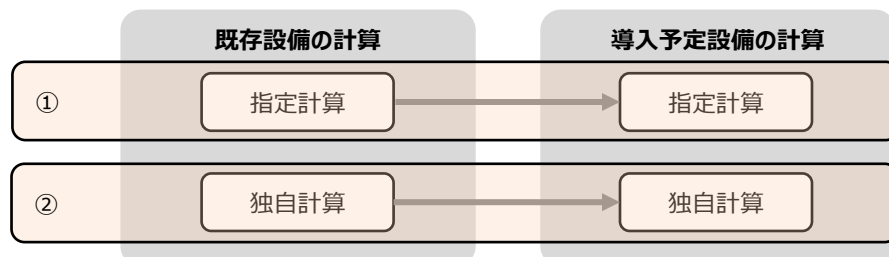 既存設備の計算 導入予定設備の計算
① 指定計算 指定計算
② 独自計算 独自計算